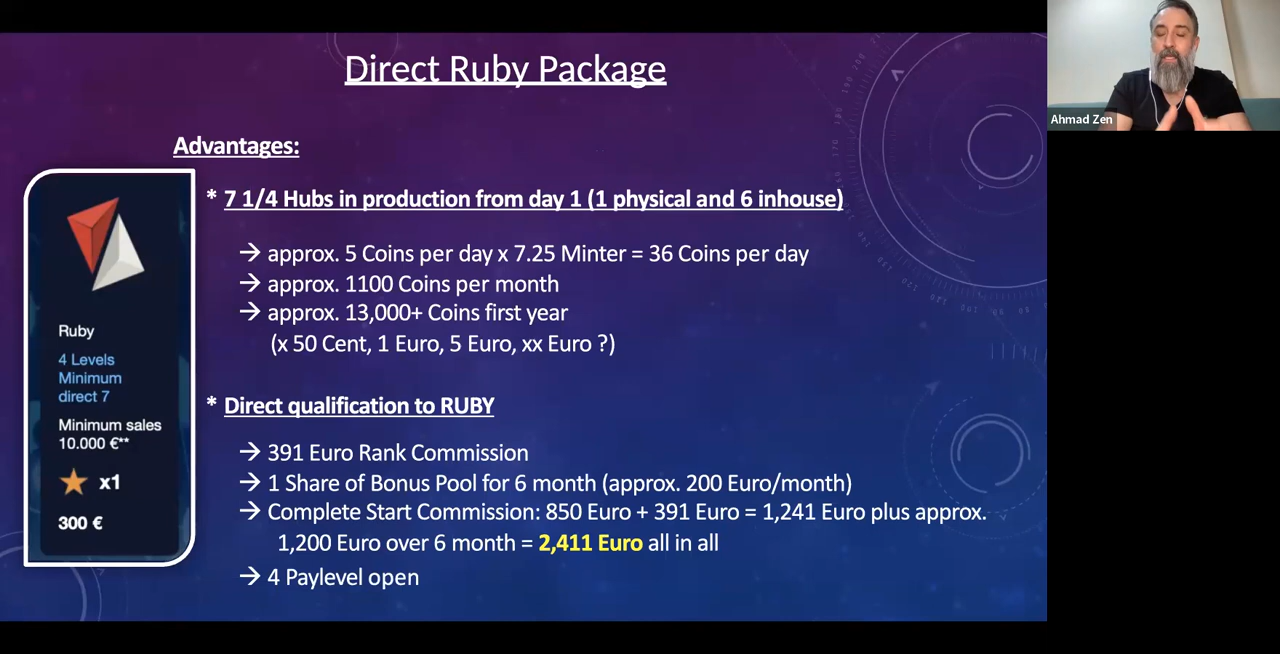 Direct Ruby Package
Ahmad Zen
Advantages:
* 7 1/4 Hubs in production from day 1 (1 physical and 6 inhouse)
→ approx. 5 Coins per day x 7.25 Minter = 36 Coins per day
→ approx. 1100 Coins per month
→ approx. 13,000+ Coins first year
(x 50 Cent, 1 Euro, 5 Euro, xx Euro ?)
Ruby
4 Levels
Minimum
direct 7
Minimum sales
10.000 €**
x1
300 €
* Direct qualification to RUBY
→ 391 Euro Rank Commission
→ 1 Share of Bonus Pool for 6 month (approx. 200 Euro/month)
→ Complete Start Commission: 850 Euro + 391 Euro = 1,241 Euro plus approx.
1,200 Euro over 6 month = 2,411 Euro all in all
→ 4 Paylevel open